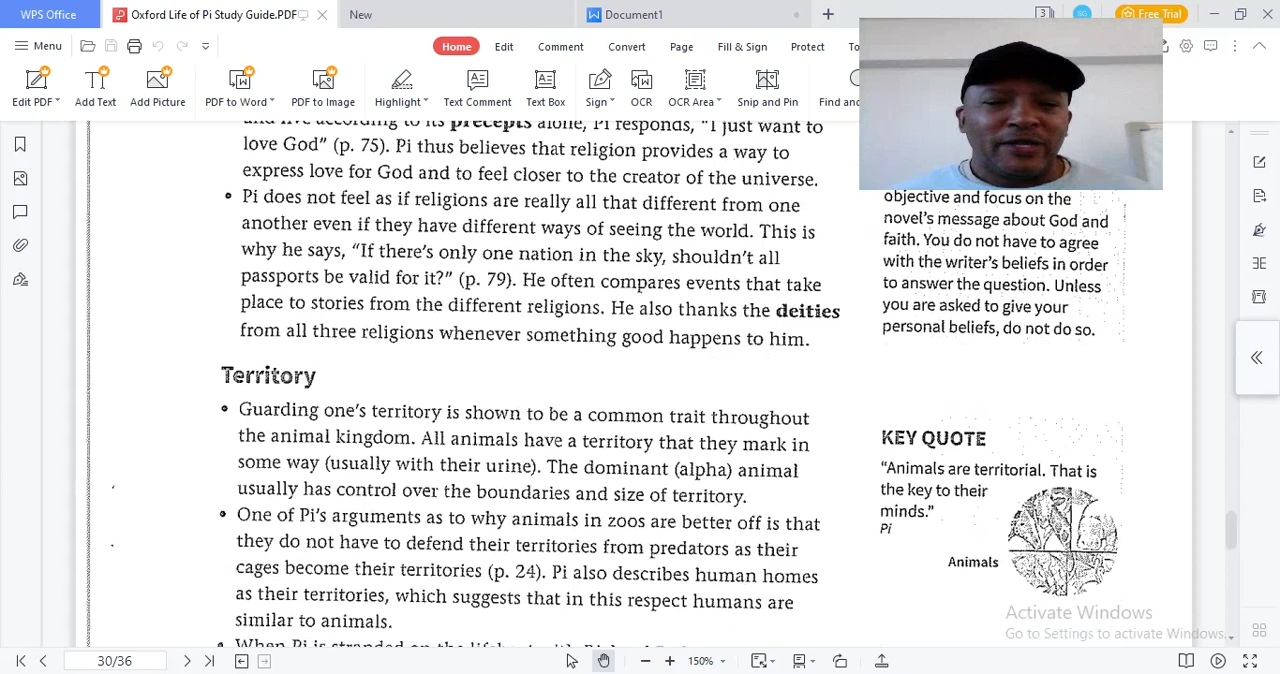 WPS Office
Oxford Life of Pi Study Guide.PDF
New
Document1
3
SG
Free Trial
Menu
Home
Edit
Comment
Convert
Page
Fill & Sign
Protect
To
Edit PDF
Add Text
Add Picture
PDF to Word
PDF to Image
Highlight
Text Comment
Text Box
Sign
OCR
OCR Area
Snip and Pin
Find and
and live according to its precepts alone, Pi responds, “I just want to
love God” (p. 75). Pi thus believes that religion provides a way to
express love for God and to feel closer to the creator of the universe.
• Pi does not feel as if religions are really all that different from one
another even if they have different ways of seeing the world. This is
why he says, “If there’s only one nation in the sky, shouldn’t all
passports be valid for it?” (p. 79). He often compares events that take
place to stories from the different religions. He also thanks the deities
from all three religions whenever something good happens to him.
Territory
• Guarding one’s territory is shown to be a common trait throughout
the animal kingdom. All animals have a territory that they mark in
some way (usually with their urine). The dominant (alpha) animal
usually has control over the boundaries and size of territory.
• One of Pi’s arguments as to why animals in zoos are better off is that
they do not have to defend their territories from predators as their
cages become their territories (p. 24). Pi also describes human homes
as their territories, which suggests that in this respect humans are
similar to animals.
When Pi is stranded on the lifeboat with
objective and focus on the
novel’s message about God and
faith. You do not have to agree
with the writer’s beliefs in order
to answer the question. Unless
you are asked to give your
personal beliefs, do not do so.
KEY QUOTE
“Animals are territorial. That is
the key to their
minds.”
Pi
Animals
Activate Windows
Go to Settings to activate Windows.
30/36
150%